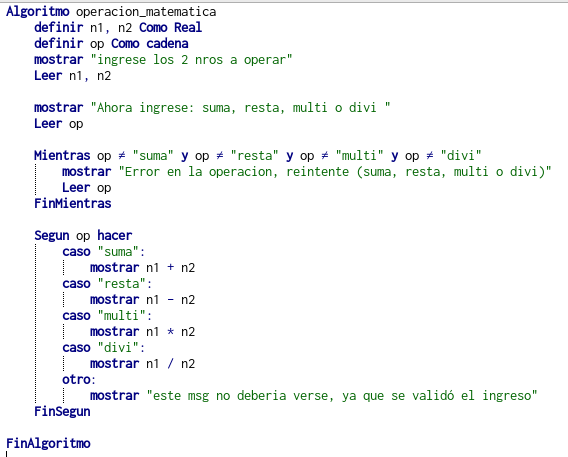 Algoritmo operacion_matematica
definir n1, n2 Como Real
definir op Como cadena
mostrar "ingrese los 2 nros a operar"
Leer n1, n2
mostrar "Ahora ingrese: suma, resta, multi o divi "
Leer op
Mientras op ≠ "suma" y op ≠ "resta" y op ≠ "multi" y op ≠ "divi"
mostrar "Error en la operacion, reintente (suma, resta, multi o divi)"
Leer op
FinMientras
Segun op hacer
caso "suma":
mostrar n1 + n2
caso "resta":
mostrar n1 - n2
caso "multi":
mostrar n1 * n2
caso "divi":
mostrar n1 / n2
otro:
mostrar "este msg no deberia verse, ya que se validó el ingreso"
FinSegun
FinAlgoritmo